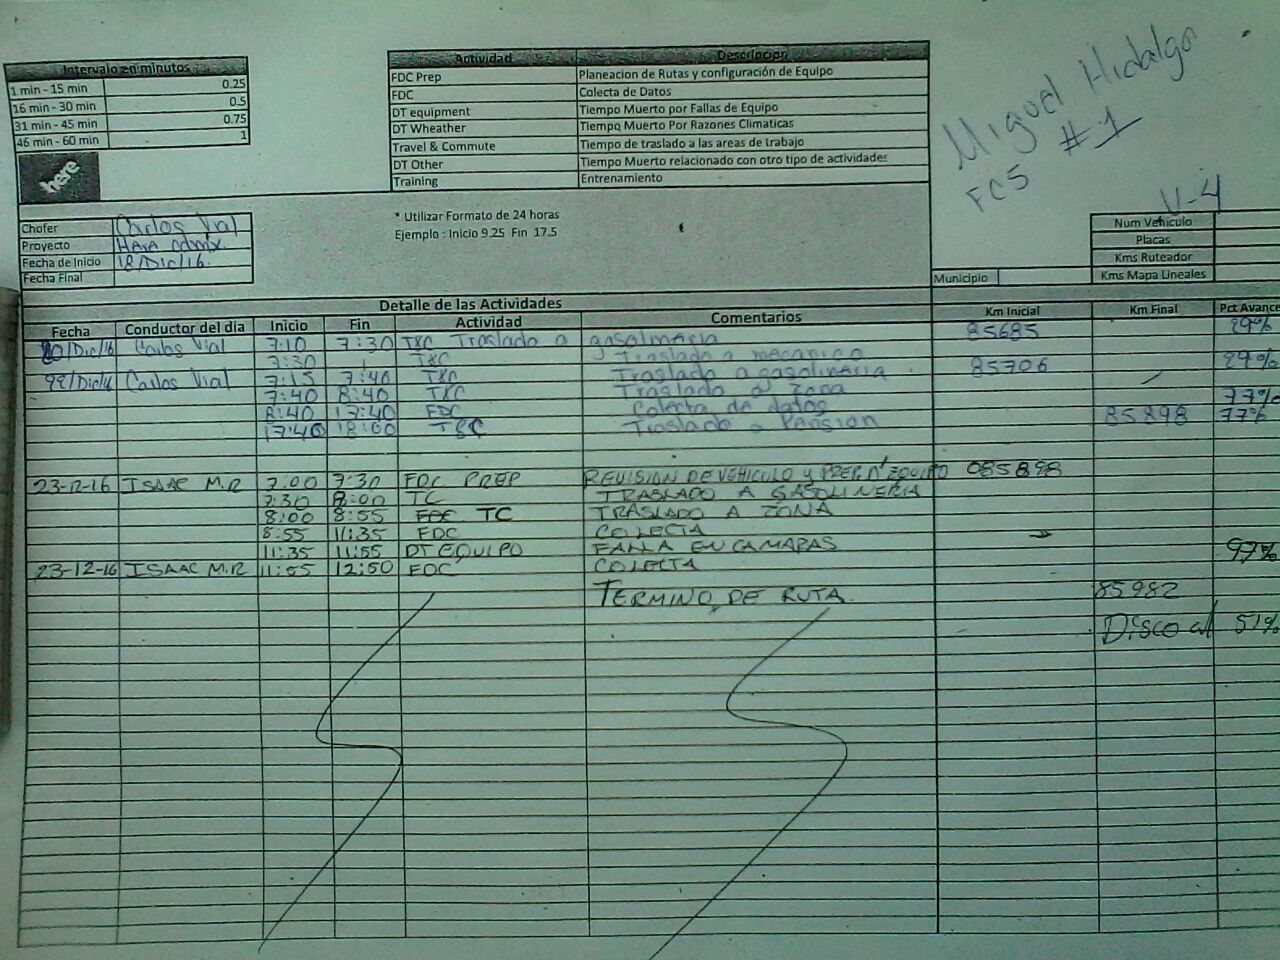 Intervalo en minutos
1 min - 15 min 0.25
16 min - 30 min 0.5
31 min - 45 min 0.75
46 min - 60 min 1
here
Actividad Descripcion
FDC Prep Planeacion de Rutas y configuración de Equipo
FDC Colecta de Datos
DT equipment Tiempo Muerto por Fallas de Equipo
DT Wheather Tiempo Muerto Por Razones Climaticas
Travel & Commute Tiempo de traslado a las areas de trabajo
DT Other Tiempo Muerto relacionado con otro tipo de actividades
Training Entrenamiento
Miguel Hidalgo
FC5 #1
V-4
* Utilizar Formato de 24 horas
Ejemplo : Inicio 9.25 Fin 17.5
Chofer Carlos Vial
Proyecto Here cdmx
Fecha de Inicio 18/Dic/16
Fecha Final
Num Vehiculo
Placas
Kms Ruteador
Municipio Kms Mapa Lineales
Detalle de las Actividades
Fecha Conductor del día Inicio Fin Actividad Comentarios Km Inicial Km Final Pct Avance
20/Dic/16 Carlos Vial 7:10 7:30 T&C Traslado a gasolinaria 85685 29%
7:30 T&C Traslado a mecanico
22/Dic/16 Carlos Vial 7:15 7:40 T&C Traslado a gasolineria 85706 29%
7:40 8:40 T&C Traslado a Zona
8:40 17:40 FDC Colecta de datos 77%
17:40 18:00 T&C Traslado a Pension 85898 77%
23-12-16 ISAAC M.R 7:00 7:30 FDC PREP REVISION DE VEHICULO y PREP. D' EQUIPO 085898
7:30 8:00 TC TRASLADO A GASOLINERIA
8:00 8:55 TC TRASLADO A ZONA
8:55 11:35 FDC COLECTA
11:35 11:55 DT EQUIPO FALLA EN CAMARAS
23-12-16 ISAAC M.R 11:55 12:50 FDC COLECTA 97%
TERMINO DE RUTA 85982
Disco al 51%